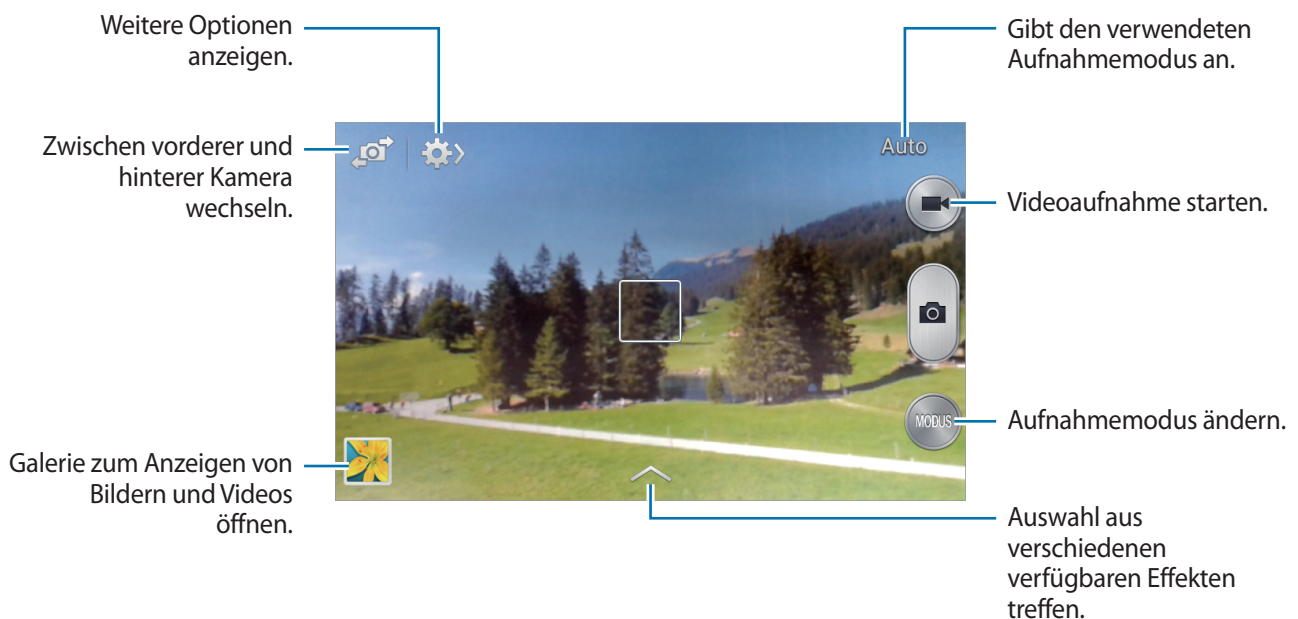 Weitere Optionen
anzeigen.
Zwischen vorderer und
hinterer Kamera
wechseln.
Galerie zum Anzeigen von
Bildern und Videos
öffnen.
Auto
MODUS
Gibt den verwendeten
Aufnahmemodus an.
Videoaufnahme starten.
Aufnahmemodus ändern.
Auswahl aus
verschiedenen
verfügbaren Effekten
treffen.